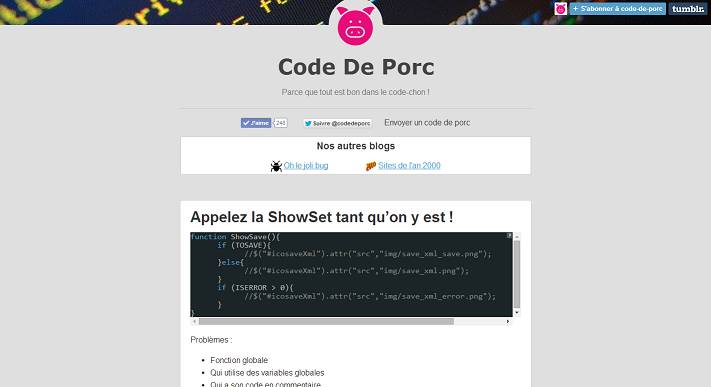 + S'abonner à code-de-porc
tumblr.
Code De Porc
Parce que tout est bon dans le code-chon !
J'aime 248 Suivre @codedeporc Envoyer un code de porc
Nos autres blogs
Oh le joli bug Sites de l'an 2000
Appelez la ShowSet tant qu'on y est !
function ShowSave(){
if (TOSAVE){
//$("#icosaveXml").attr("src","img/save_xml_save.png");
}else{
//$("#icosaveXml").attr("src","img/save_xml.png");
}
if (ISERROR > 0){
//$("#icosaveXml").attr("src","img/save_xml_error.png");
}
}
Problèmes :
Fonction globale
Qui utilise des variables globales
Qui a son code en commentaire